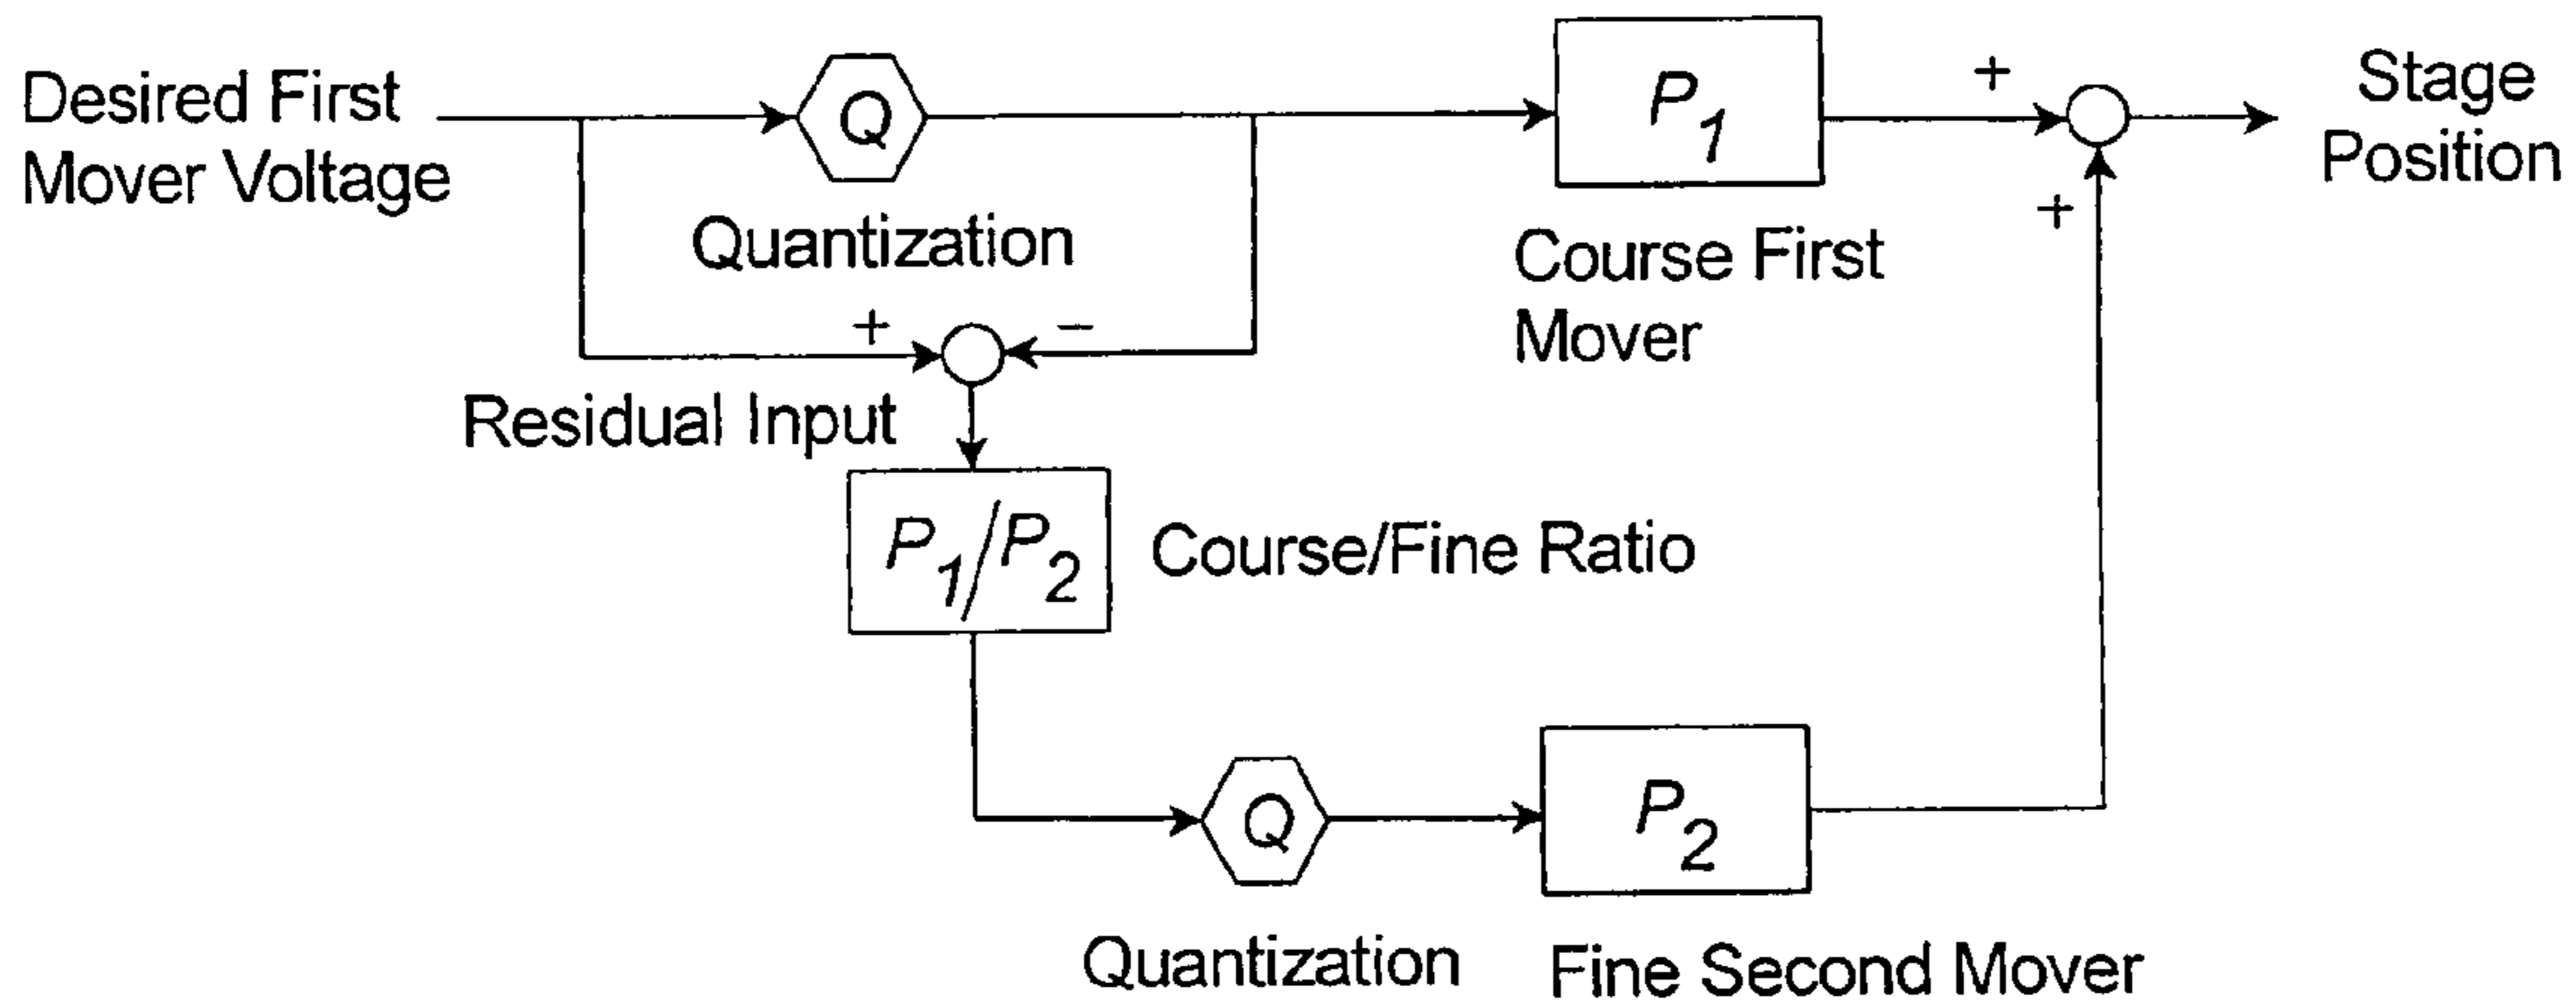 Desired First
Mover Voltage
Q
Quantization
P1
Course First
Mover
+
+
Stage
Position
+
−
Residual Input
P1/P2
Course/Fine Ratio
Q
Quantization
P2
Fine Second Mover